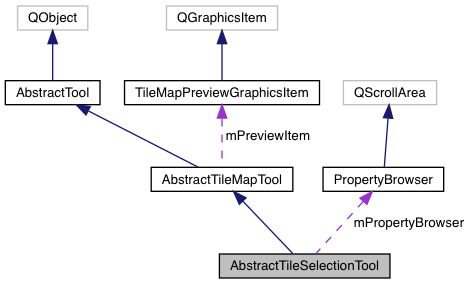 QObject
QGraphicsItem
AbstractTool
TileMapPreviewGraphicsItem
QScrollArea
mPreviewItem
AbstractTileMapTool
PropertyBrowser
mPropertyBrowser
AbstractTileSelectionTool